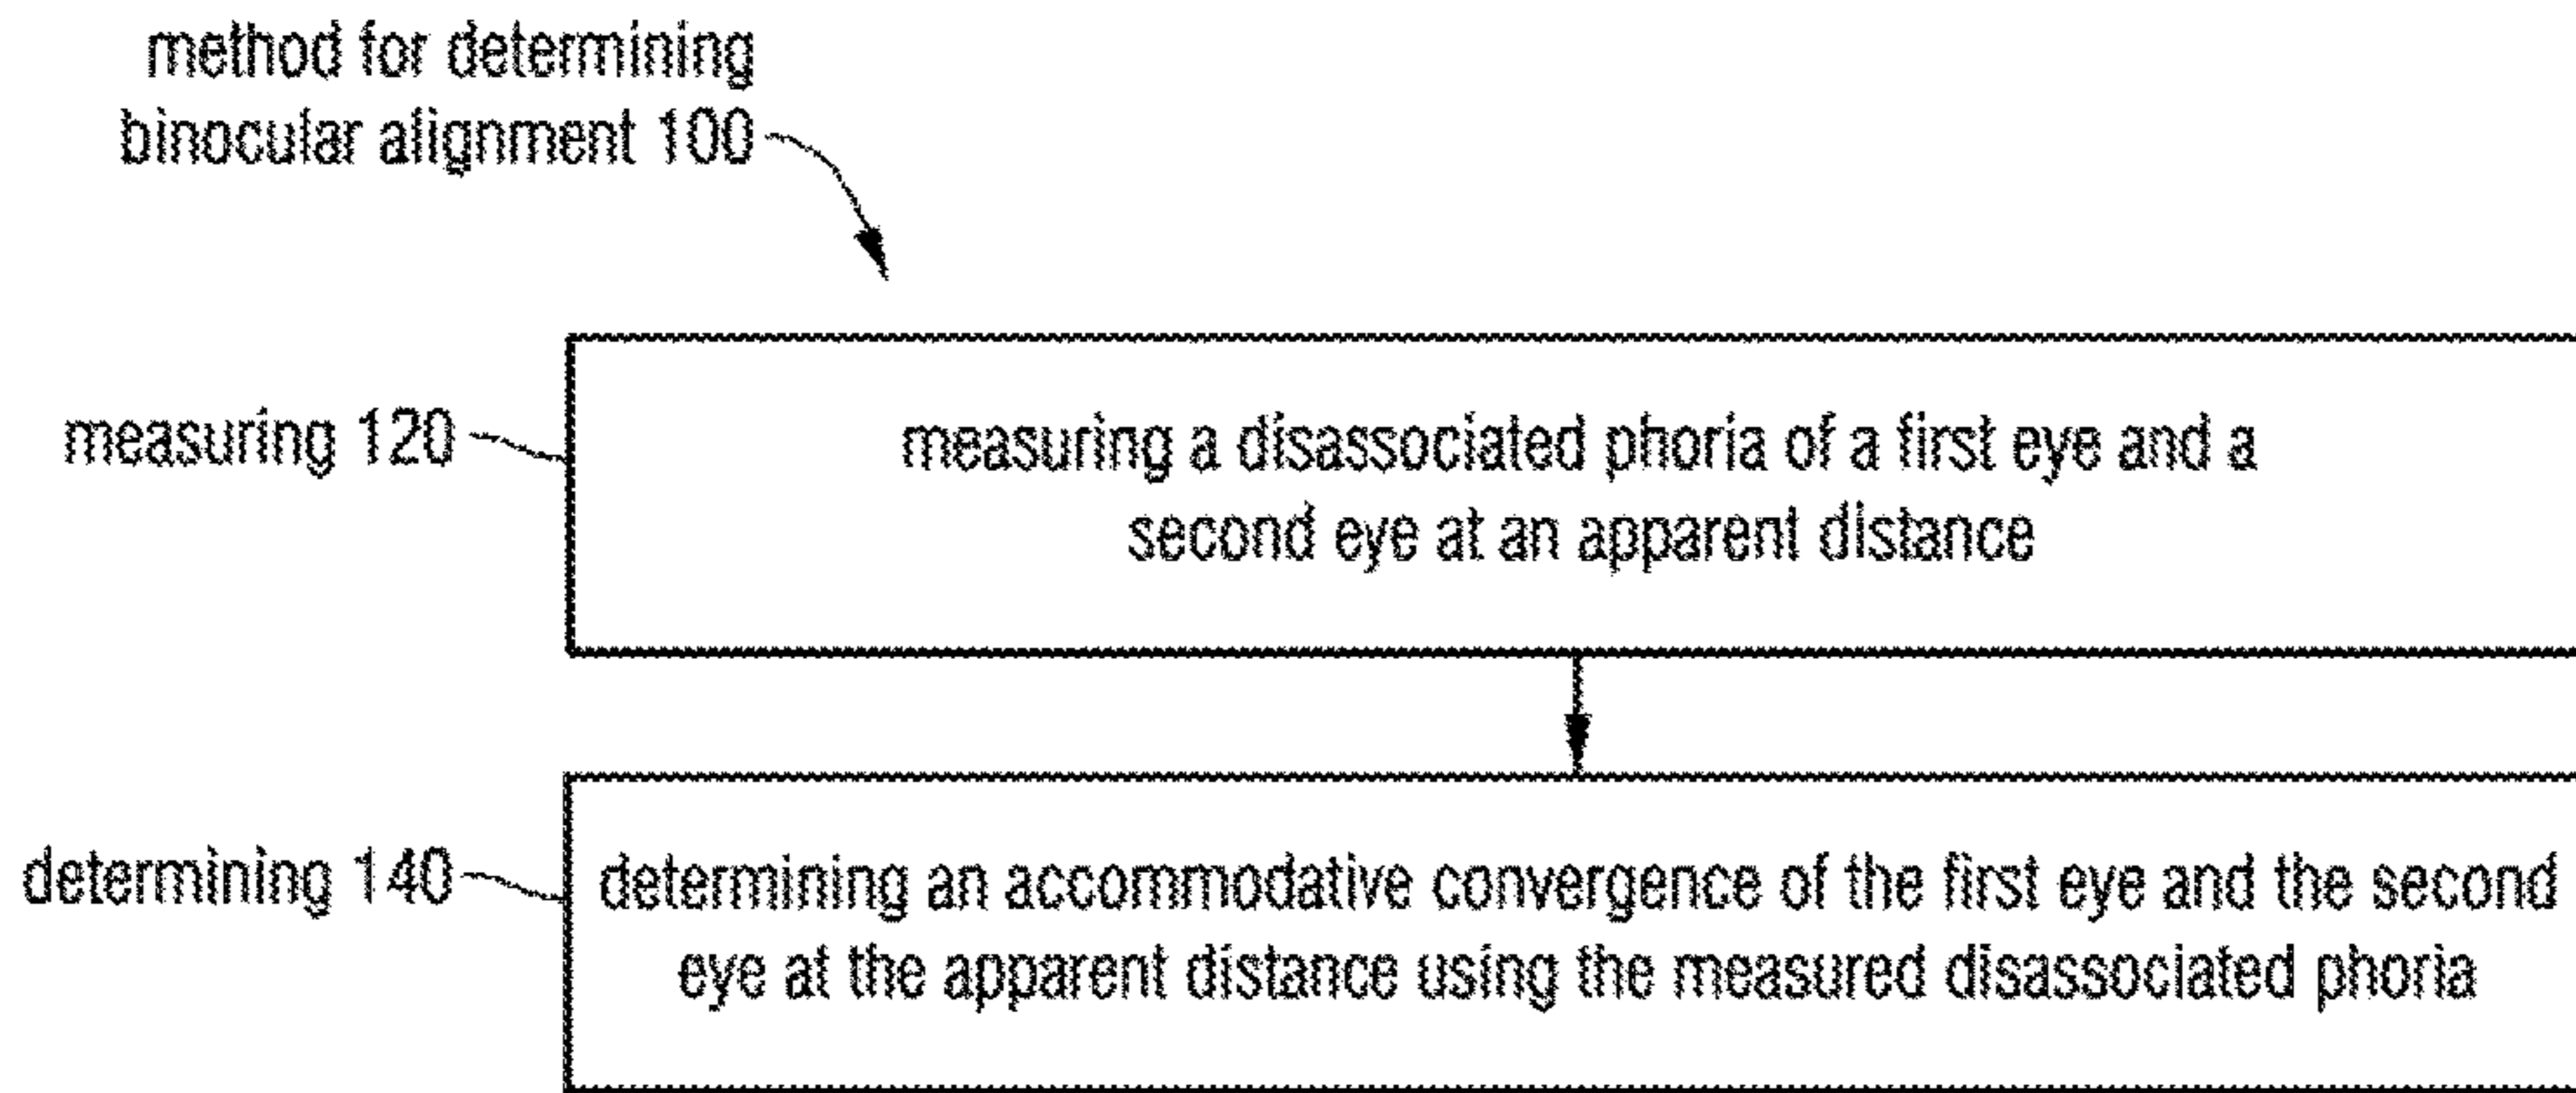 method for determining
binocular alignment 100
measuring 120
measuring a disassociated phoria of a first eye and a
second eye at an apparent distance
determining 140
determining an accommodative convergence of the first eye and the second
eye at the apparent distance using the measured disassociated phoria